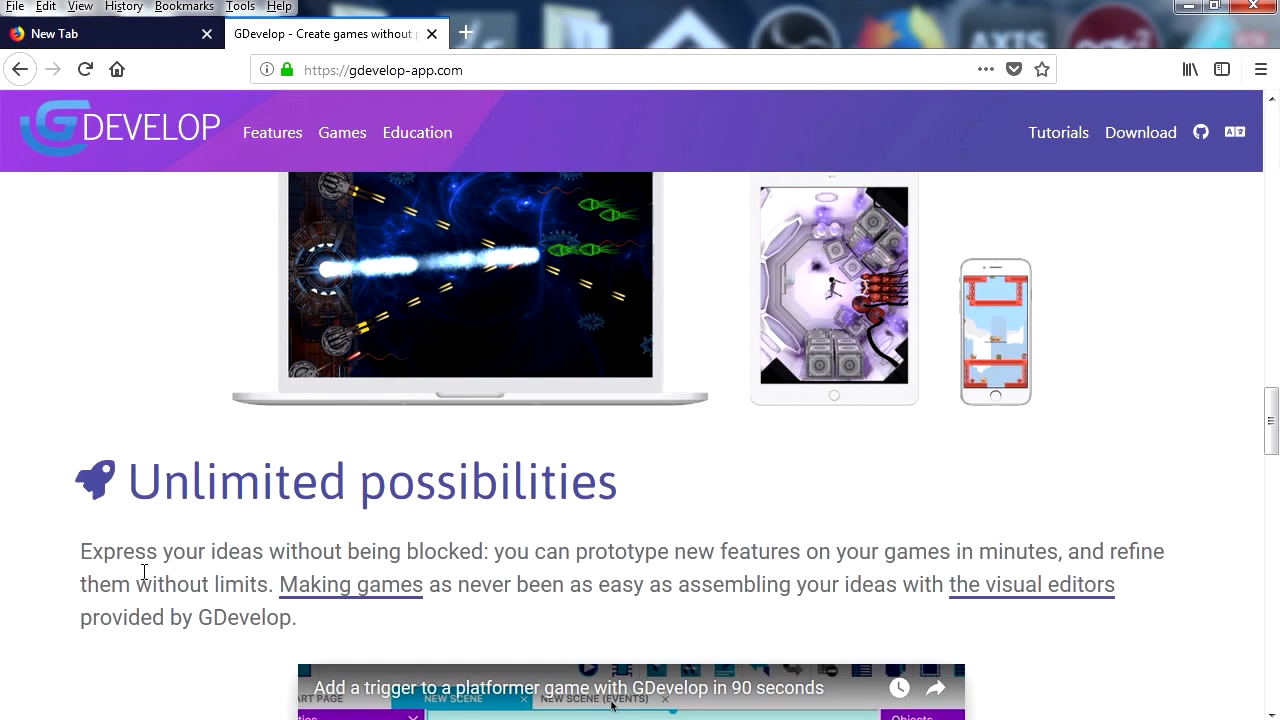 File Edit View History Bookmarks Tools Help
New Tab
GDevelop - Create games without
https://gdevelop-app.com
GDEVELOP Features Games Education Tutorials Download
Unlimited possibilities
Express your ideas without being blocked: you can prototype new features on your games in minutes, and refine
them without limits. Making games as never been as easy as assembling your ideas with the visual editors
provided by GDevelop.
Add a trigger to a platformer game with GDevelop in 90 seconds
ART PAGE NEW SCENE NEW SCENE (EVENTS)
Objects